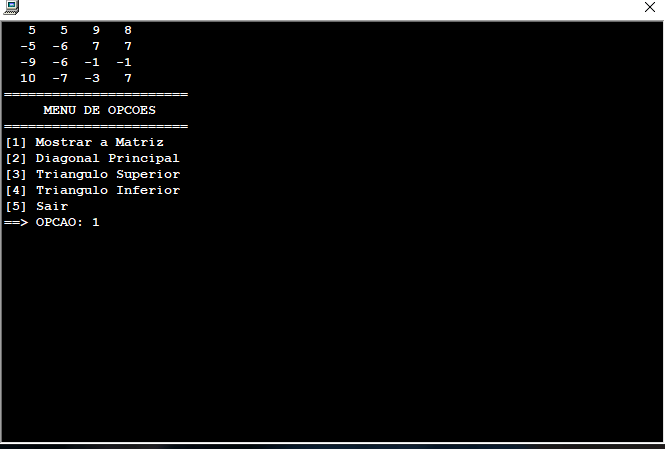 5 5 9 8
-5 -6 7 7
-9 -6 -1 -1
10 -7 -3 7
=======================
MENU DE OPCOES
=======================
[1] Mostrar a Matriz
[2] Diagonal Principal
[3] Triangulo Superior
[4] Triangulo Inferior
[5] Sair
==> OPCAO: 1